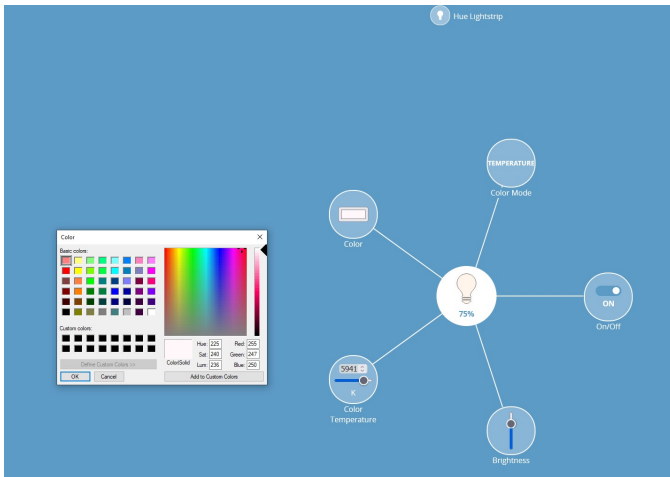 Hue Lightstrip
TEMPERATURE
Color Mode
Color
75%
ON
On/Off
5941
K
Color
Temperature
Brightness
Color
Basic colors:
Custom colors:
Define Custom Colors >>
OK Cancel
Color|Solid
Hue: 225 Red: 255
Sat: 240 Green: 247
Lum: 236 Blue: 250
Add to Custom Colors